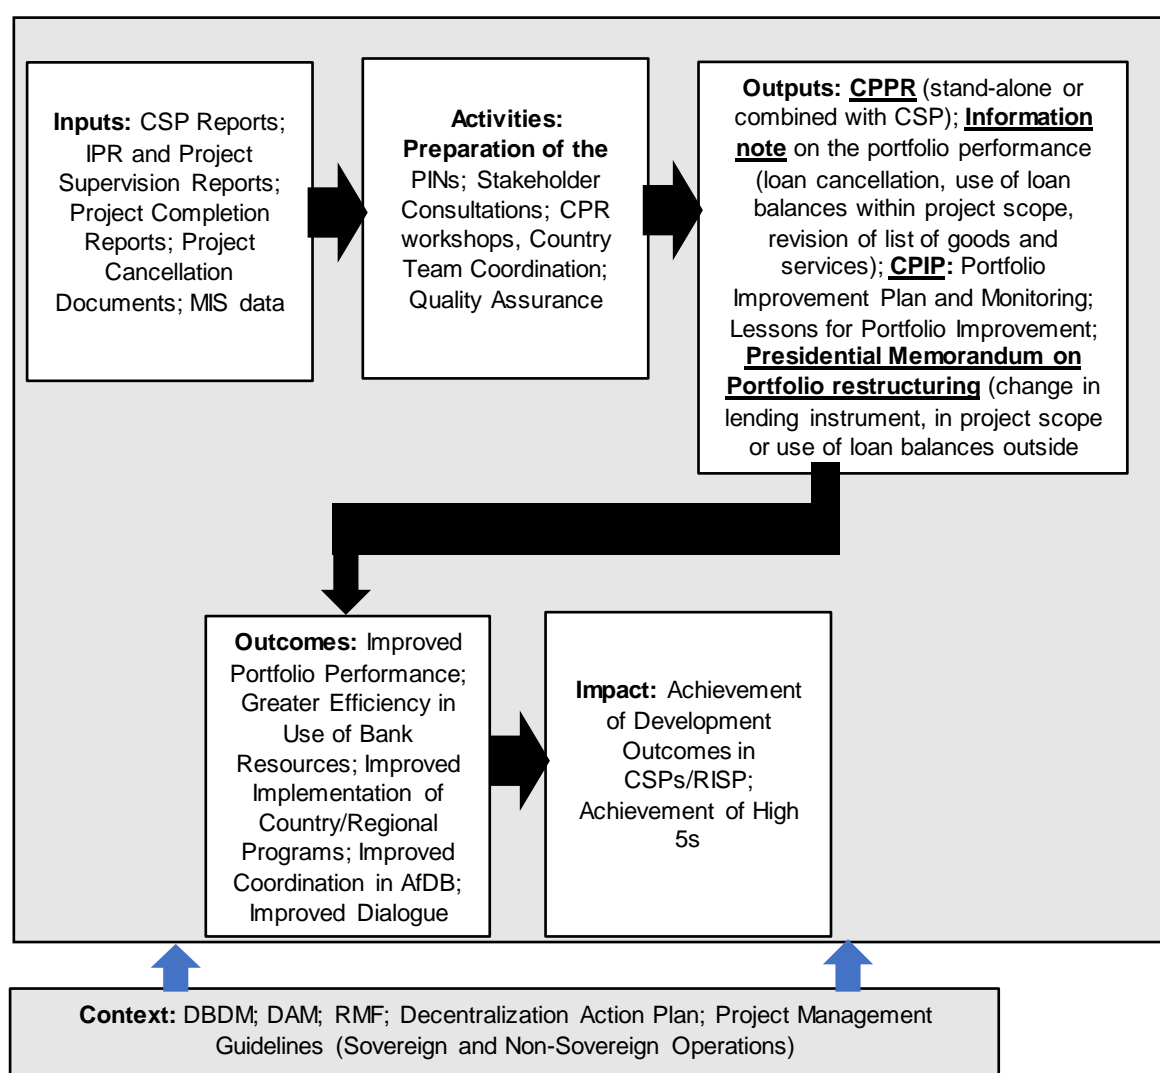 Inputs: CSP Reports;
IPR and Project
Supervision Reports;
Project Completion
Reports; Project
Cancellation
Documents; MIS data
Activities:
Preparation of the
PINs; Stakeholder
Consultations; CPR
workshops, Country
Team Coordination;
Quality Assurance
Outputs: CPPR (stand-alone or
combined with CSP); Information
note on the portfolio performance
(loan cancellation, use of loan
balances within project scope,
revision of list of goods and
services); CPIP: Portfolio
Improvement Plan and Monitoring;
Lessons for Portfolio Improvement;
Presidential Memorandum on
Portfolio restructuring (change in
lending instrument, in project scope
or use of loan balances outside
Outcomes: Improved
Portfolio Performance;
Greater Efficiency in
Use of Bank
Resources; Improved
Implementation of
Country/Regional
Programs; Improved
Coordination in AfDB;
Improved Dialogue
Impact: Achievement
of Development
Outcomes in
CSPs/RISP;
Achievement of High
5s
Context: DBDM; DAM; RMF; Decentralization Action Plan; Project Management
Guidelines (Sovereign and Non-Sovereign Operations)